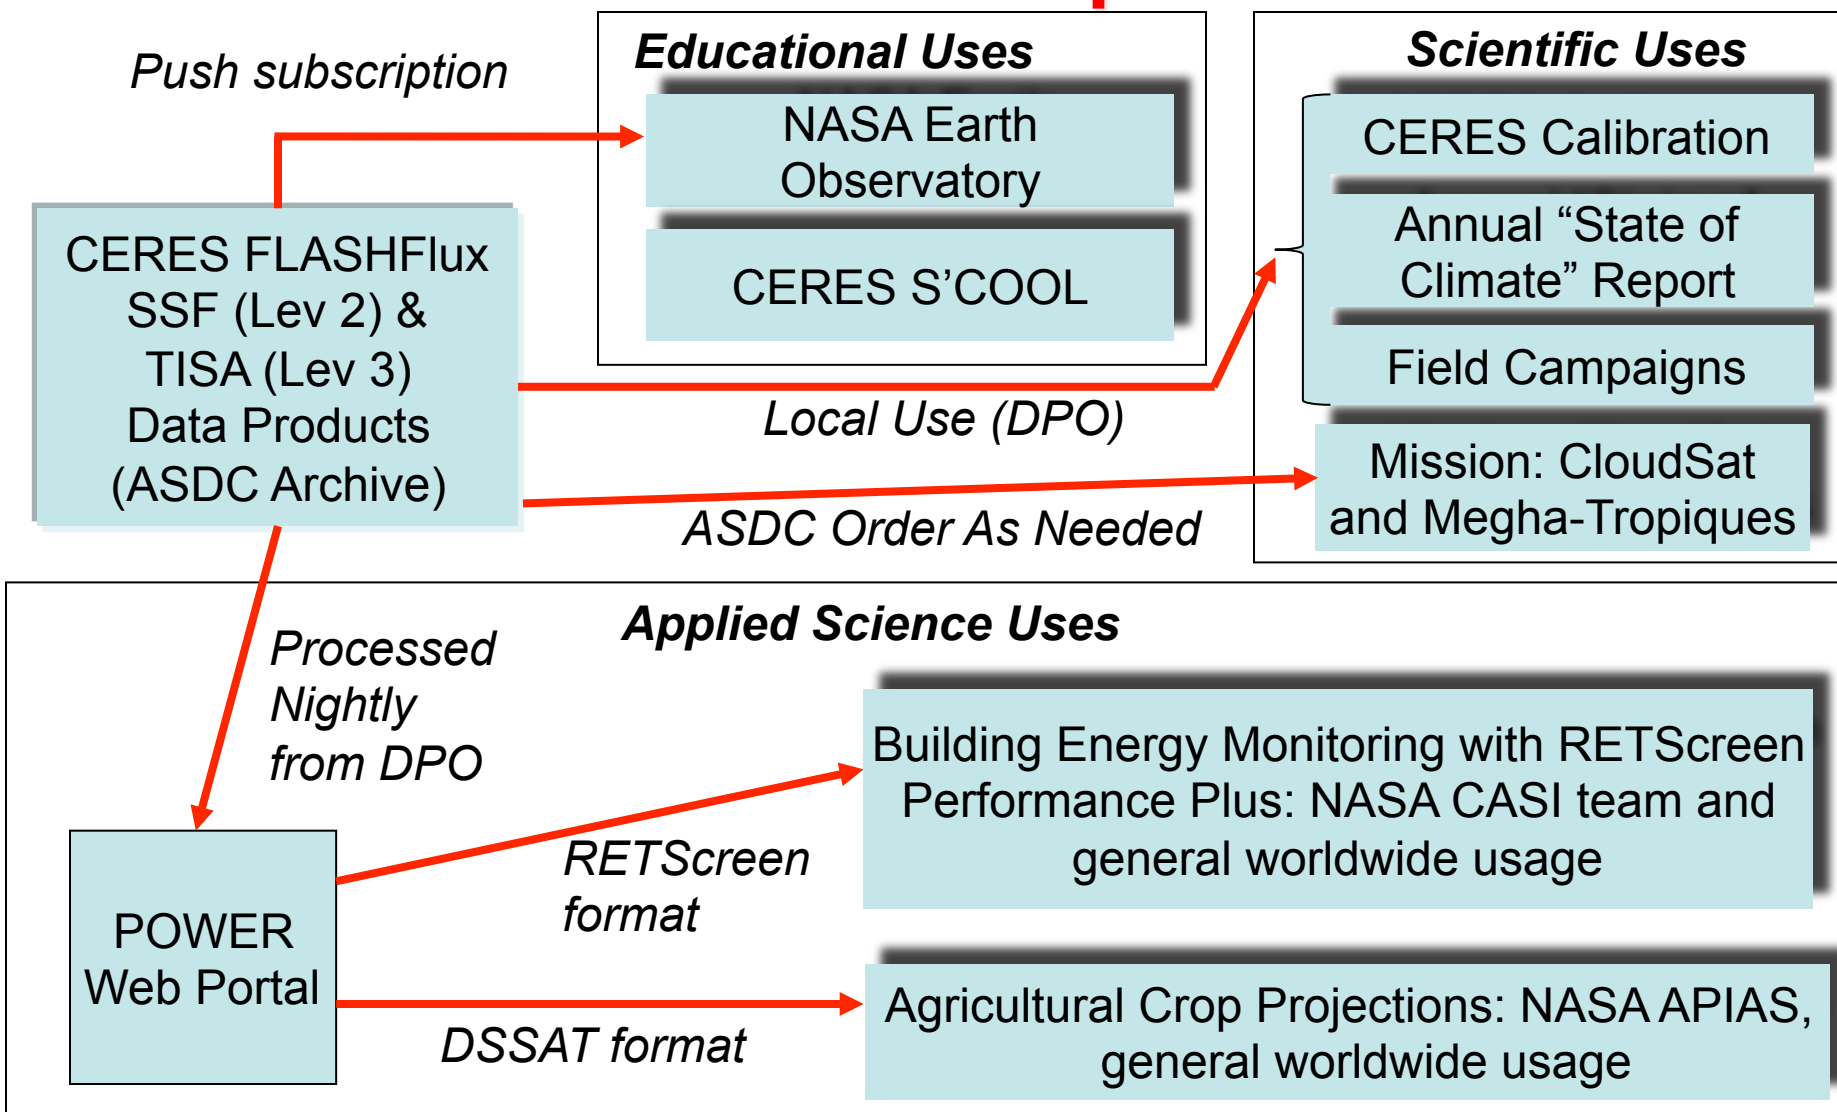 Push subscription
Educational Uses
NASA Earth
Observatory
CERES S’COOL
Scientific Uses
CERES Calibration
Annual “State of
Climate” Report
Field Campaigns
Mission: CloudSat
and Megha-Tropiques
CERES FLASHFlux
SSF (Lev 2) &
TISA (Lev 3)
Data Products
(ASDC Archive)
Local Use (DPO)
ASDC Order As Needed
Applied Science Uses
Processed
Nightly
from DPO
POWER
Web Portal
RETScreen
format
Building Energy Monitoring with RETScreen
Performance Plus: NASA CASI team and
general worldwide usage
DSSAT format
Agricultural Crop Projections: NASA APIAS,
general worldwide usage